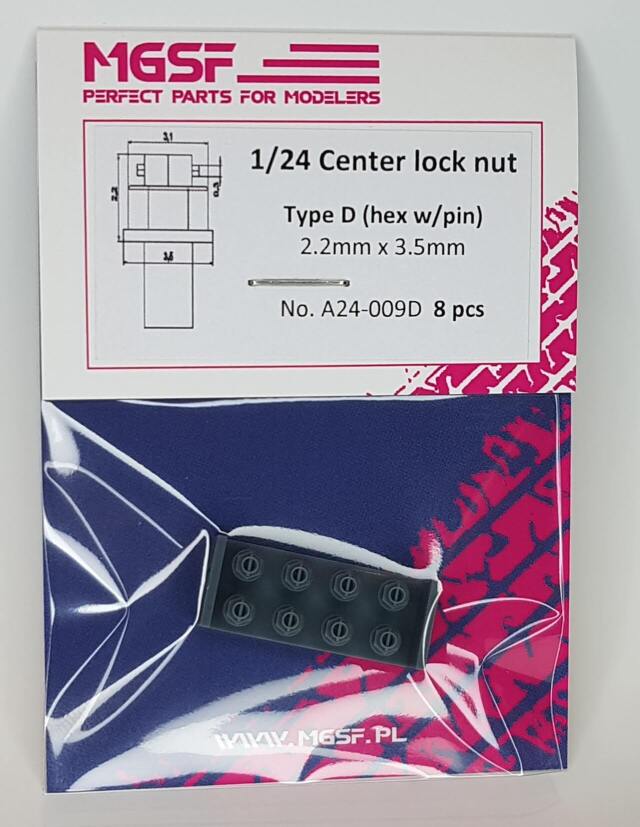 MGSF
PERFECT PARTS FOR MODELERS
3,1
1/24 Center lock nut
2,2
0,3
Type D (hex w/pin)
2.2mm x 3.5mm
3,5
No. A24-009D 8 pcs
WWW.MGSF.PL